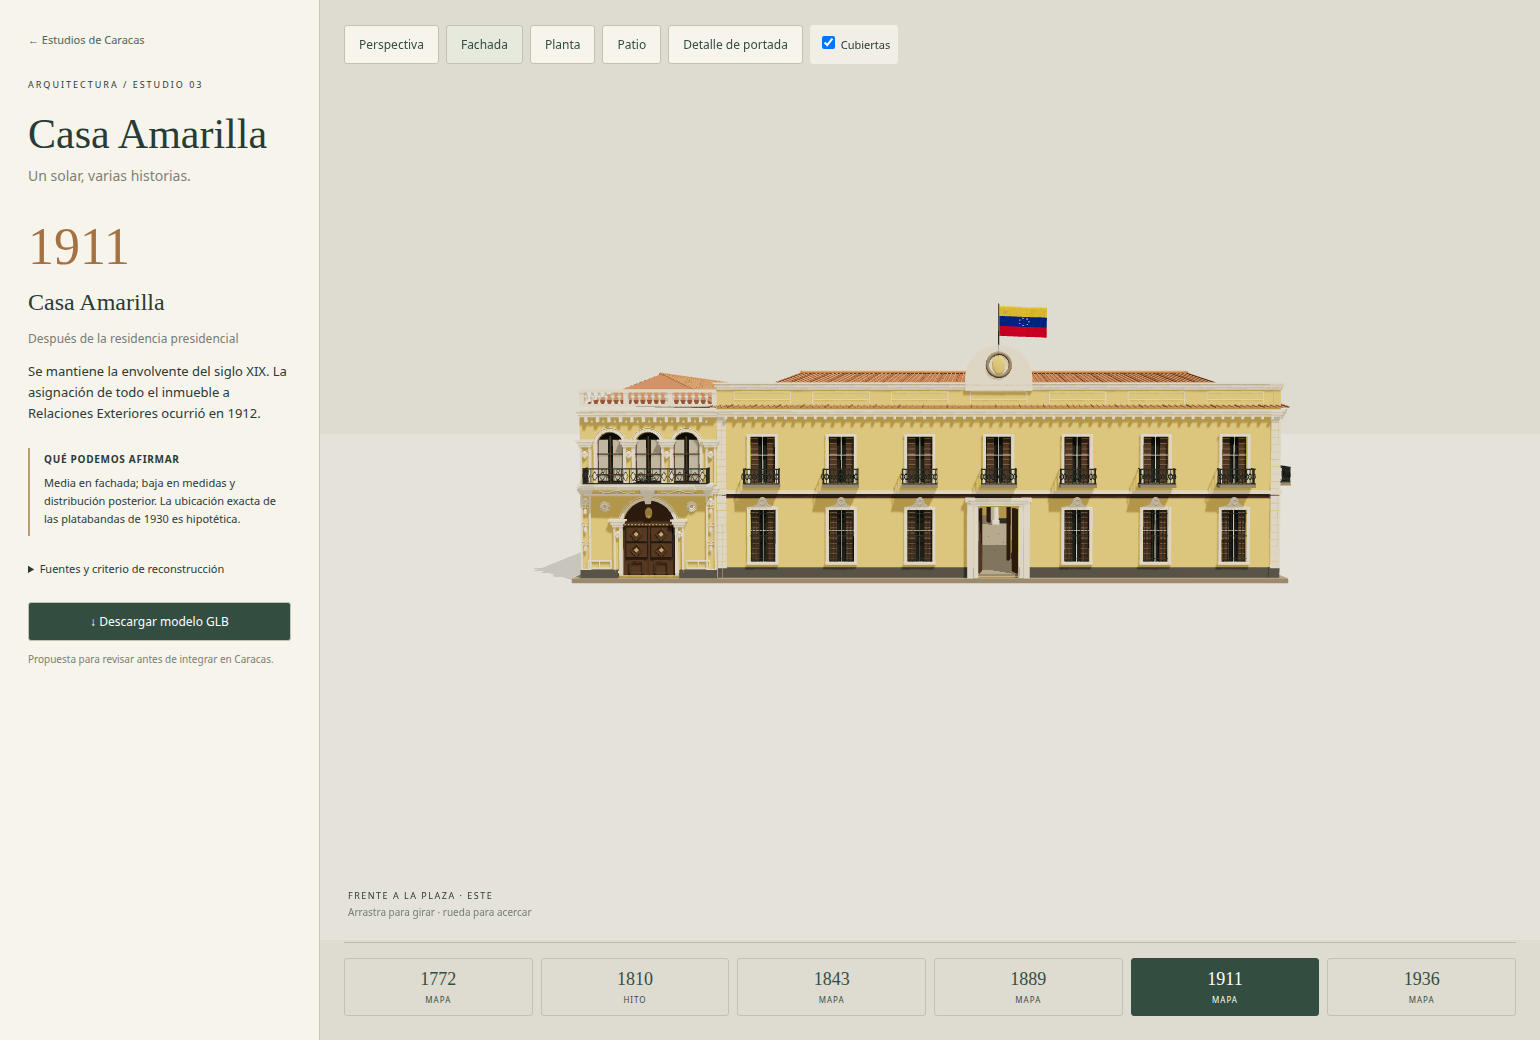 ← Estudios de Caracas
ARQUITECTURA / ESTUDIO 03
Casa Amarilla
Un solar, varias historias.
1911
Casa Amarilla
Después de la residencia presidencial
Se mantiene la envolvente del siglo XIX. La
asignación de todo el inmueble a
Relaciones Exteriores ocurrió en 1912.
QUÉ PODEMOS AFIRMAR
Media en fachada; baja en medidas y
distribución posterior. La ubicación exacta de
las platabandas de 1930 es hipotética.
Fuentes y criterio de reconstrucción
↓ Descargar modelo GLB
Propuesta para revisar antes de integrar en Caracas.
Perspectiva
Fachada
Planta
Patio
Detalle de portada
Cubiertas
FRENTE A LA PLAZA · ESTE
Arrastra para girar · rueda para acercar
1772
MAPA
1810
HITO
1843
MAPA
1889
MAPA
1911
MAPA
1936
MAPA